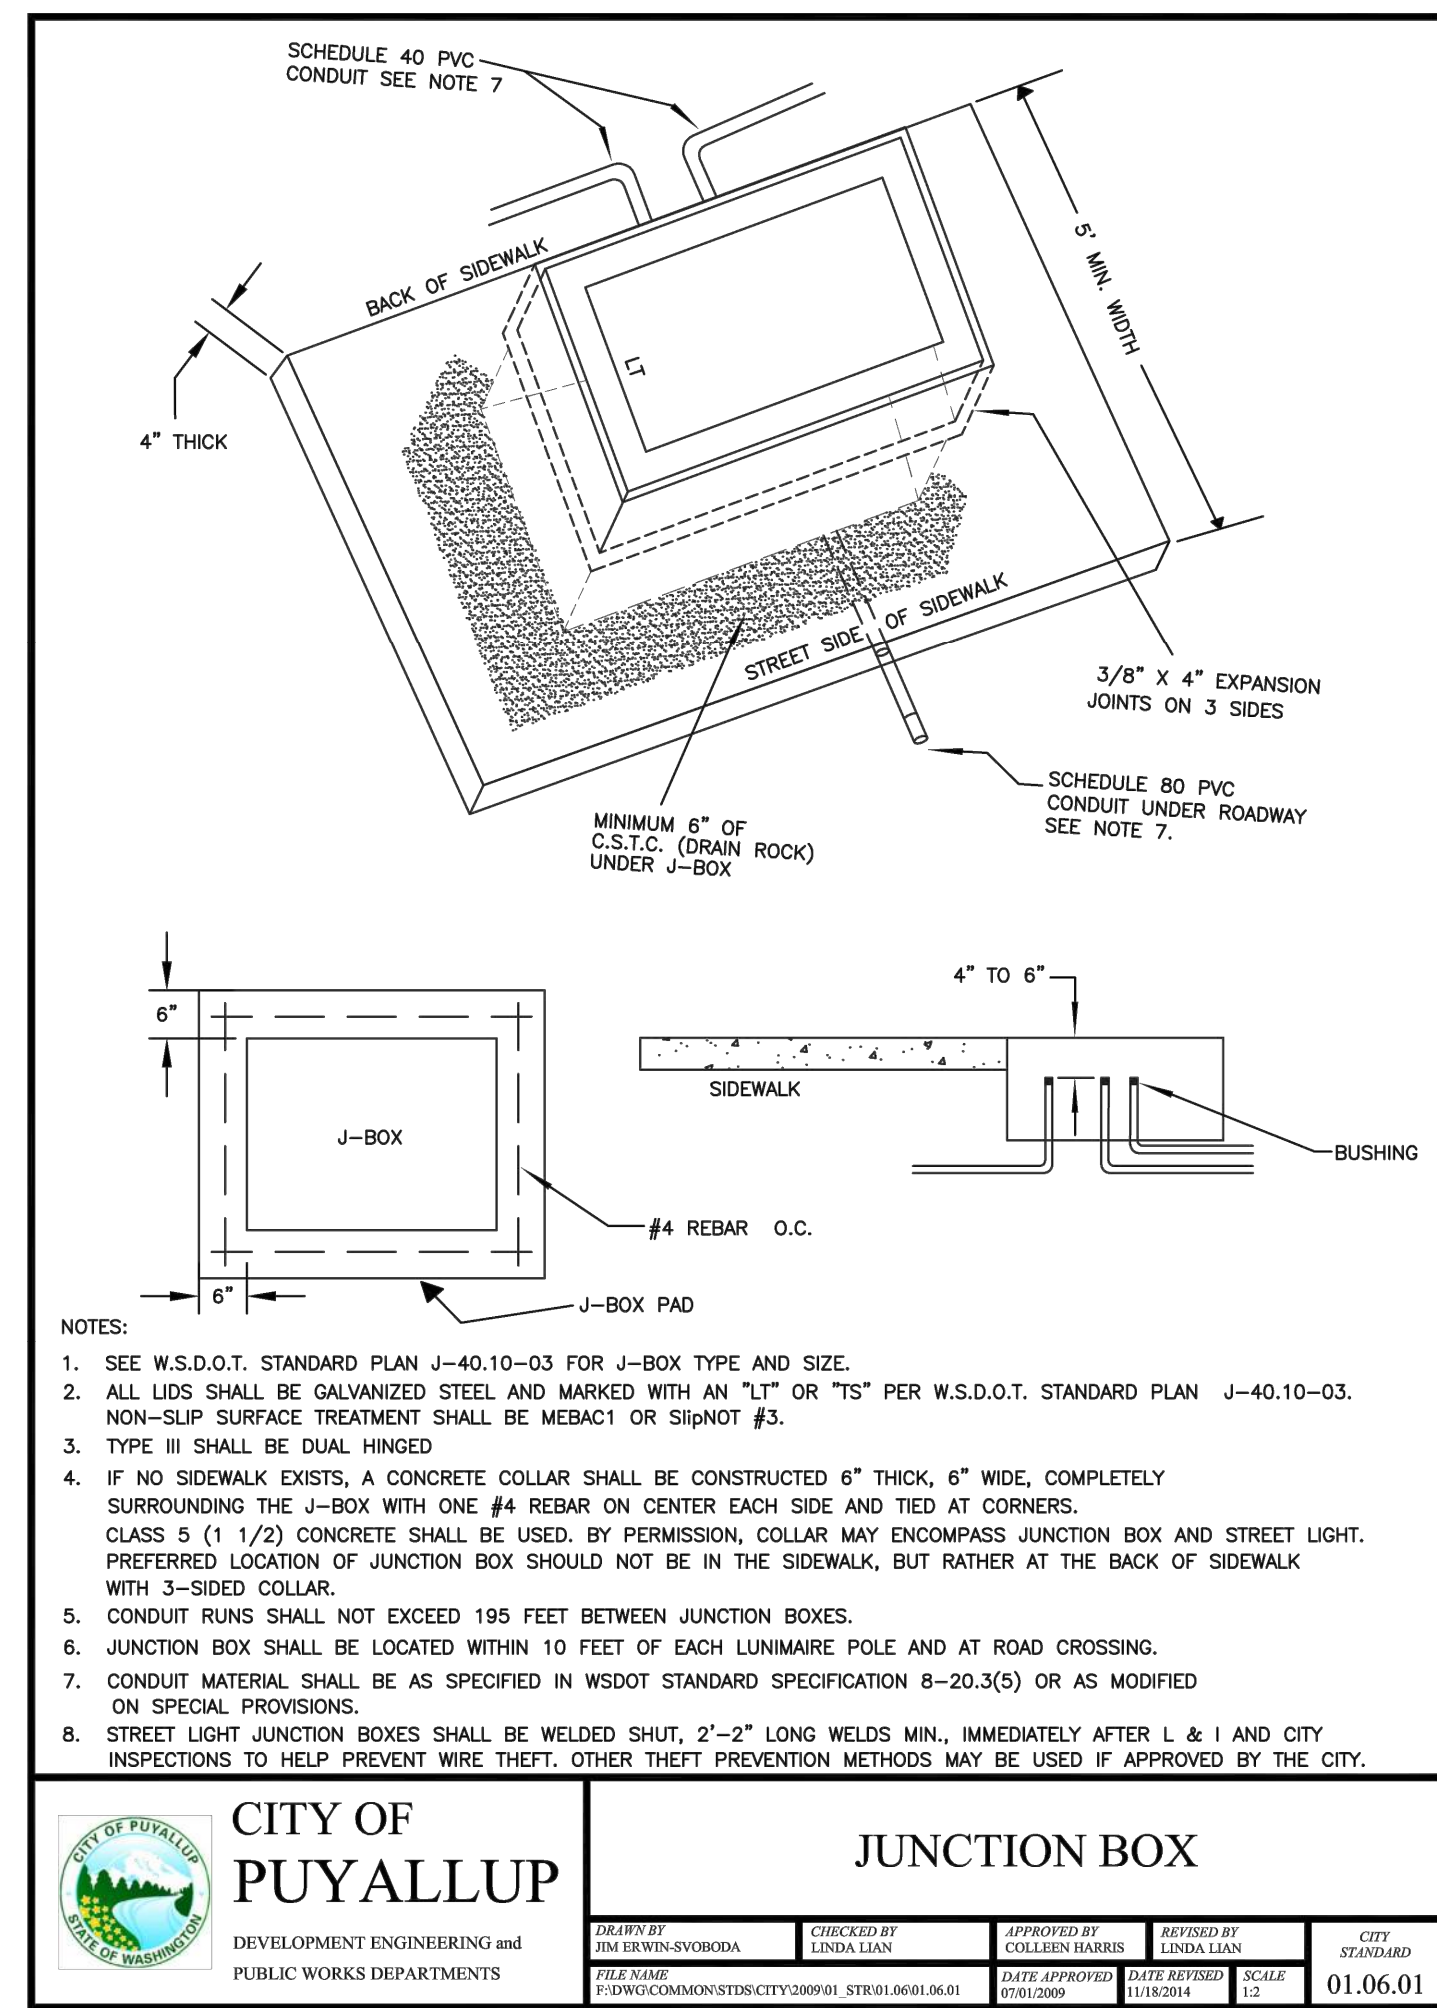 SCHEDULE 40 PVC
CONDUIT SEE NOTE 7
BACK OF SIDEWALK
5' MIN. WIDTH
LT
4" THICK
STREET SIDE OF SIDEWALK
3/8" X 4" EXPANSION
JOINTS ON 3 SIDES
SCHEDULE 80 PVC
CONDUIT UNDER ROADWAY
SEE NOTE 7.
MINIMUM 6" OF
C.S.T.C. (DRAIN ROCK)
UNDER J-BOX
6"
4" TO 6"
SIDEWALK
J-BOX
BUSHING
#4 REBAR O.C.
6"
J-BOX PAD
NOTES:
1. SEE W.S.D.O.T. STANDARD PLAN J-40.10-03 FOR J-BOX TYPE AND SIZE.
2. ALL LIDS SHALL BE GALVANIZED STEEL AND MARKED WITH AN "LT" OR "TS" PER W.S.D.O.T. STANDARD PLAN J-40.10-03.
NON-SLIP SURFACE TREATMENT SHALL BE MEBAC1 OR SlipNOT #3.
3. TYPE III SHALL BE DUAL HINGED
4. IF NO SIDEWALK EXISTS, A CONCRETE COLLAR SHALL BE CONSTRUCTED 6" THICK, 6" WIDE, COMPLETELY
SURROUNDING THE J-BOX WITH ONE #4 REBAR ON CENTER EACH SIDE AND TIED AT CORNERS.
CLASS 5 (1 1/2) CONCRETE SHALL BE USED. BY PERMISSION, COLLAR MAY ENCOMPASS JUNCTION BOX AND STREET LIGHT.
PREFERRED LOCATION OF JUNCTION BOX SHOULD NOT BE IN THE SIDEWALK, BUT RATHER AT THE BACK OF SIDEWALK
WITH 3-SIDED COLLAR.
5. CONDUIT RUNS SHALL NOT EXCEED 195 FEET BETWEEN JUNCTION BOXES.
6. JUNCTION BOX SHALL BE LOCATED WITHIN 10 FEET OF EACH LUNIMAIRE POLE AND AT ROAD CROSSING.
7. CONDUIT MATERIAL SHALL BE AS SPECIFIED IN WSDOT STANDARD SPECIFICATION 8-20.3(5) OR AS MODIFIED
ON SPECIAL PROVISIONS.
8. STREET LIGHT JUNCTION BOXES SHALL BE WELDED SHUT, 2'-2" LONG WELDS MIN., IMMEDIATELY AFTER L & I AND CITY
INSPECTIONS TO HELP PREVENT WIRE THEFT. OTHER THEFT PREVENTION METHODS MAY BE USED IF APPROVED BY THE CITY.
CITY OF PUYALLUP
STATE OF WASHINGTON
CITY OF
PUYALLUP
DEVELOPMENT ENGINEERING and
PUBLIC WORKS DEPARTMENTS
JUNCTION BOX
DRAWN BY
JIM ERWIN-SVOBODA
CHECKED BY
LINDA LIAN
APPROVED BY
COLLEEN HARRIS
REVISED BY
LINDA LIAN
CITY
STANDARD
01.06.01
FILE NAME
F:\DWG\COMMON\STDS\CITY\2009\01_STR\01.06\01.06.01
DATE APPROVED
07/01/2009
DATE REVISED
11/18/2014
SCALE
1:2